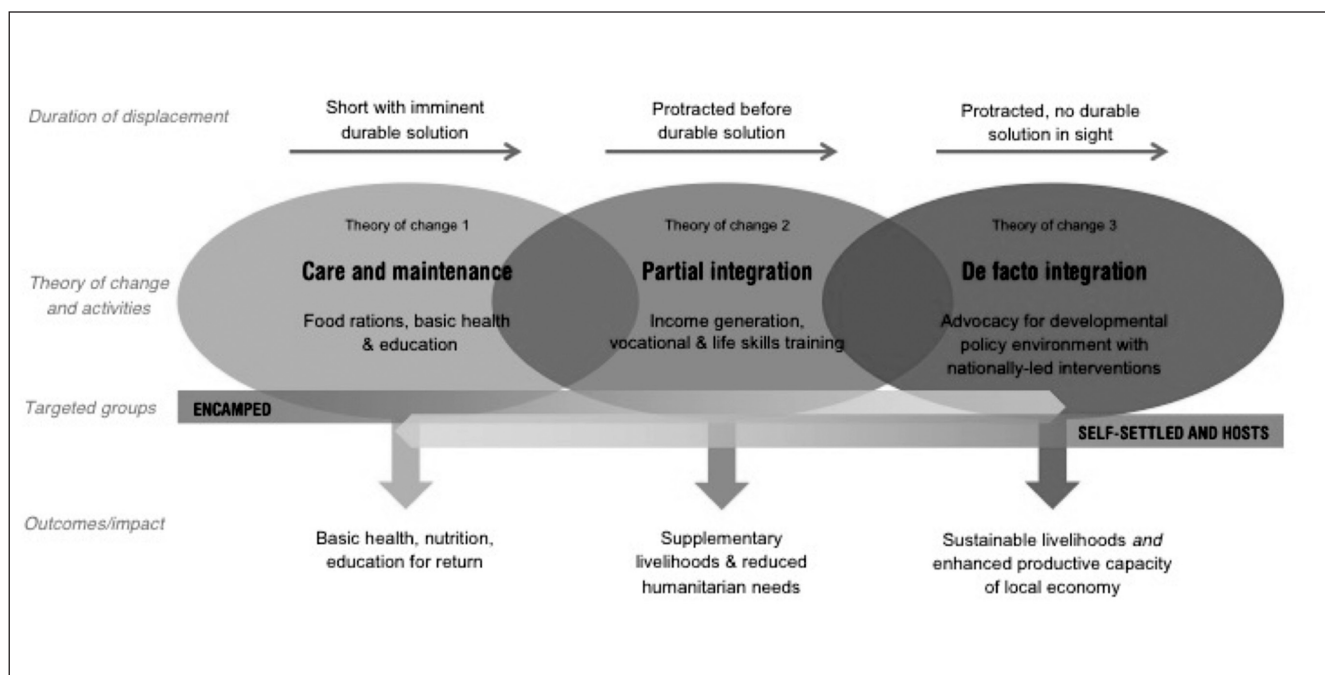 Duration of displacement
Short with imminent
durable solution
Protracted before
durable solution
Protracted, no durable
solution in sight
Theory of change
and activities
Theory of change 1
Care and maintenance
Food rations, basic health
& education
Theory of change 2
Partial integration
Income generation,
vocational & life skills training
Theory of change 3
De facto integration
Advocacy for developmental
policy environment with
nationally-led interventions
Targeted groups
ENCAMPED
SELF-SETTLED AND HOSTS
Outcomes/impact
Basic health, nutrition,
education for return
Supplementary
livelihoods & reduced
humanitarian needs
Sustainable livelihoods and
enhanced productive capacity
of local economy